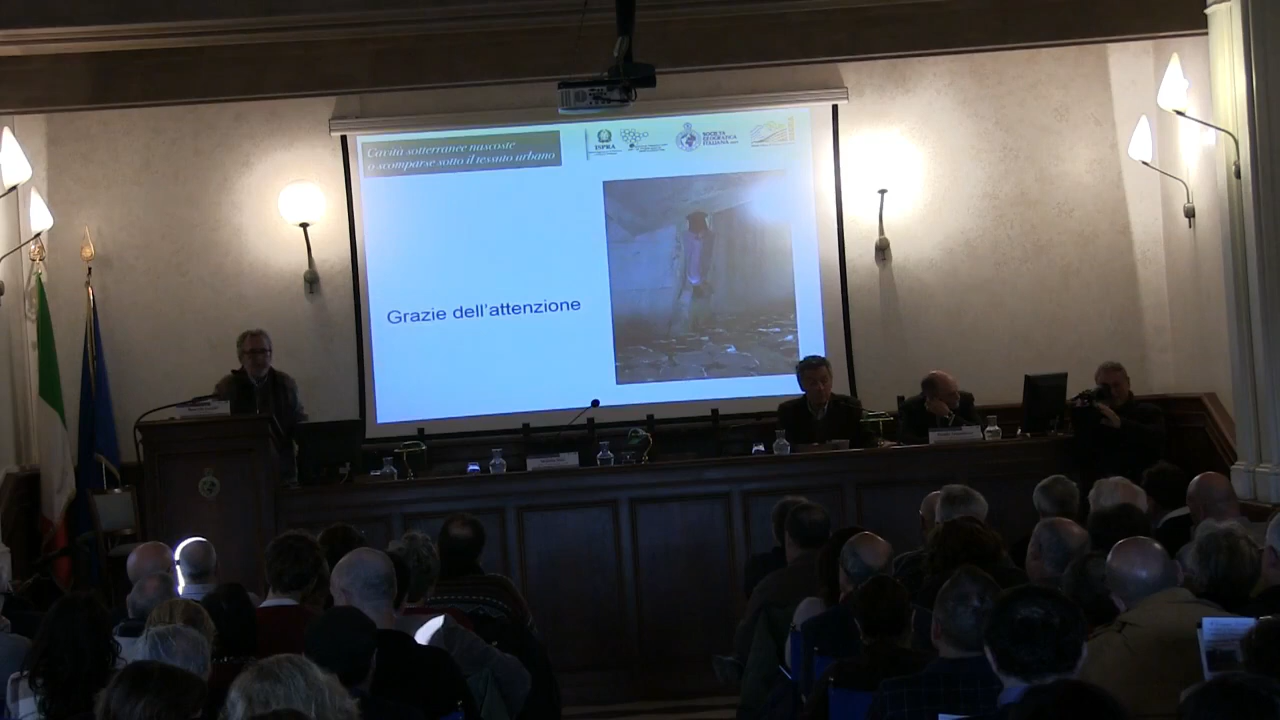 Cavità sotterranee nascoste
o scomparse sotto il tessuto urbano
ISPRA
SOCIETÀ
GEOGRAFICA
ITALIANA
Grazie dell'attenzione